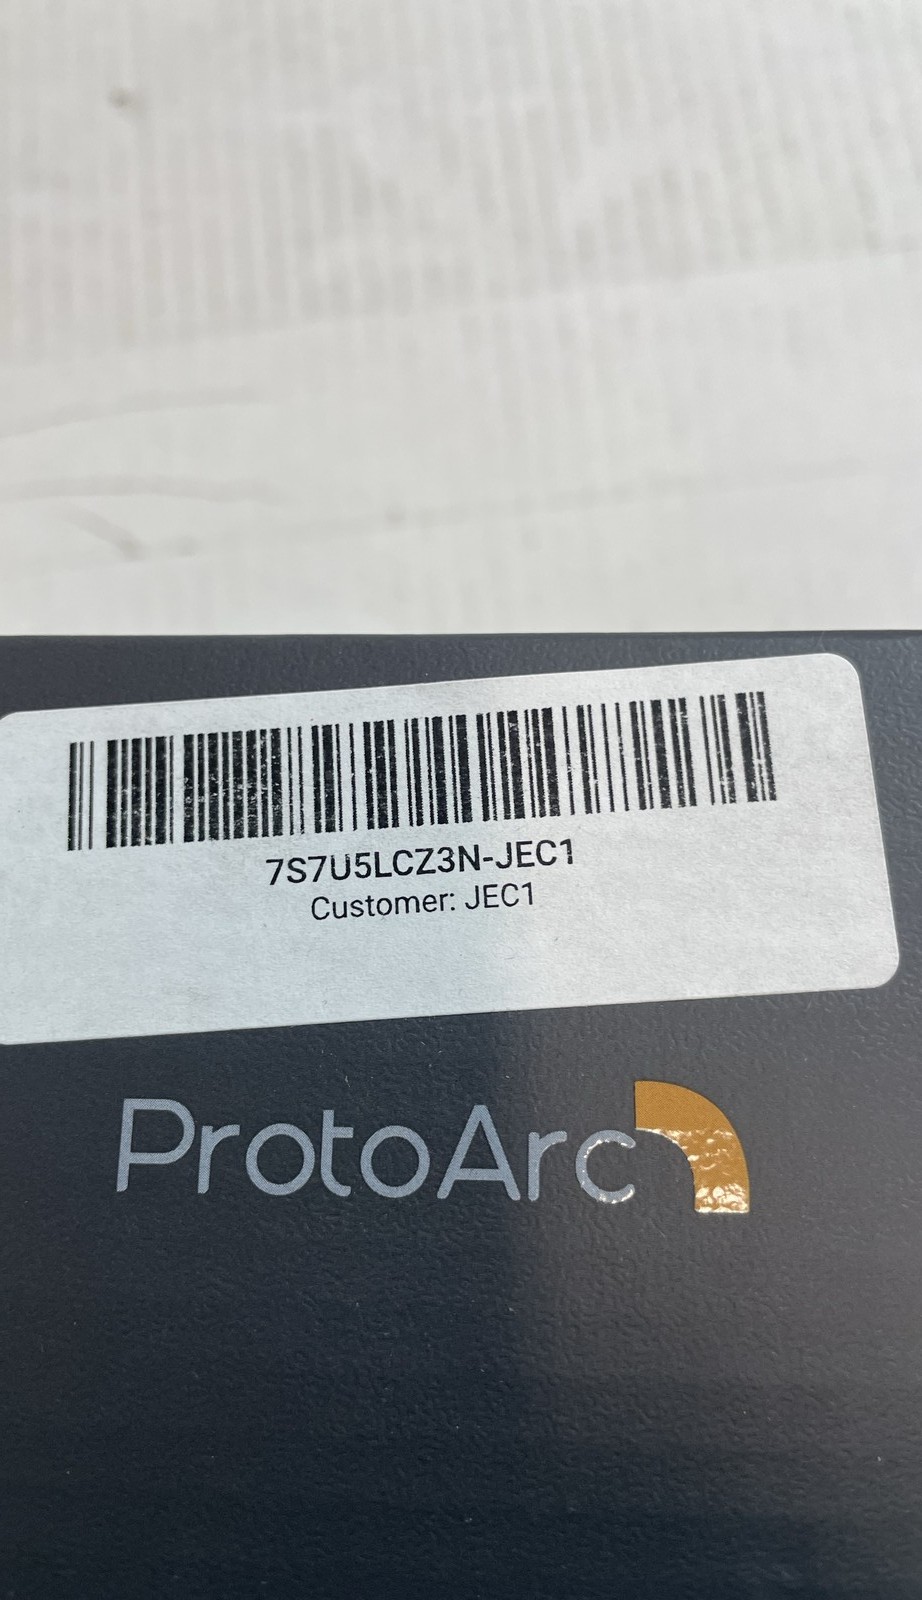 7S7U5LCZ3N-JEC1
Customer: JEC1
ProtoArc